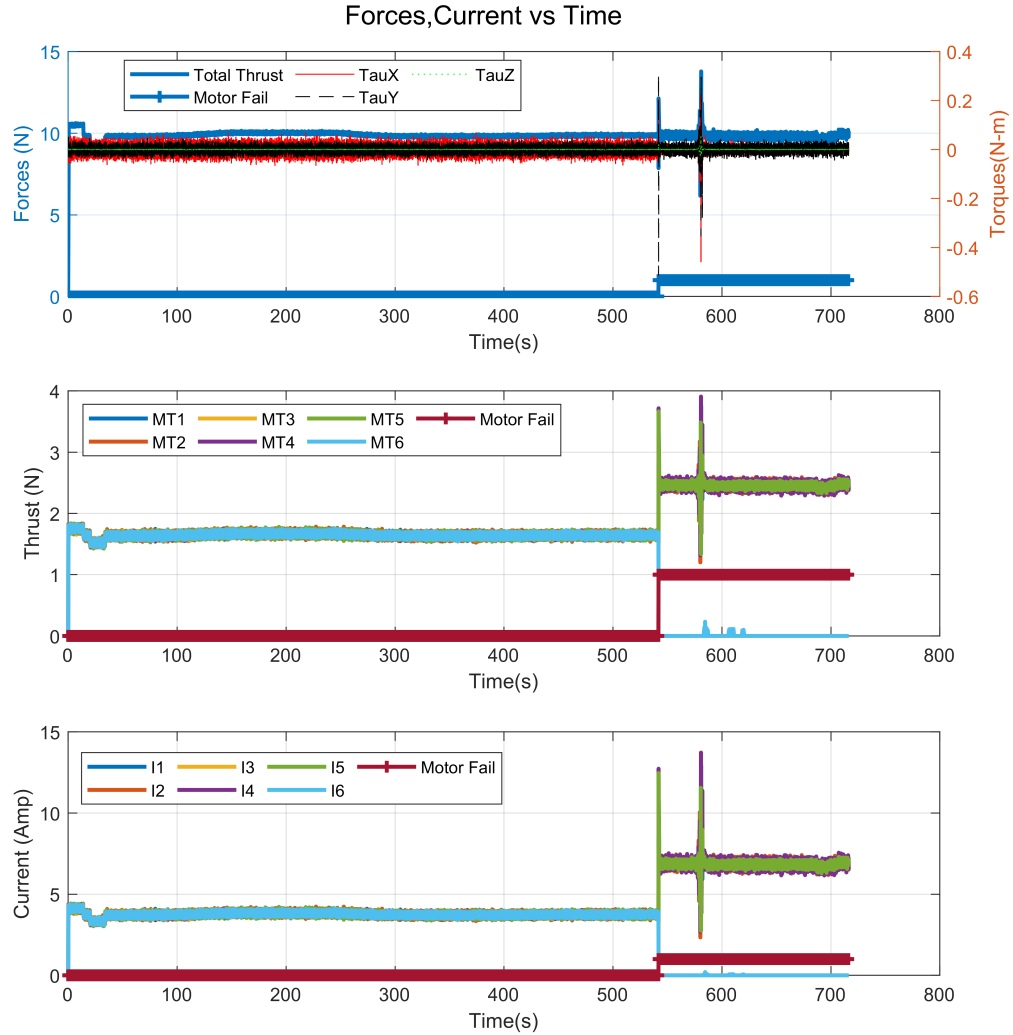 Forces,Current vs Time
Total Thrust TauX TauZ
Motor Fail TauY
Forces (N)
Torques(N-m)
15
10
5
0
0.4
0.2
0
-0.2
-0.4
-0.6
0 100 200 300 400 500 600 700 800
Time(s)
MT1 MT3 MT5 Motor Fail
MT2 MT4 MT6
Thrust (N)
4
3
2
1
0
0 100 200 300 400 500 600 700 800
Time(s)
I1 I3 I5 Motor Fail
I2 I4 I6
Current (Amp)
15
10
5
0
0 100 200 300 400 500 600 700 800
Time(s)